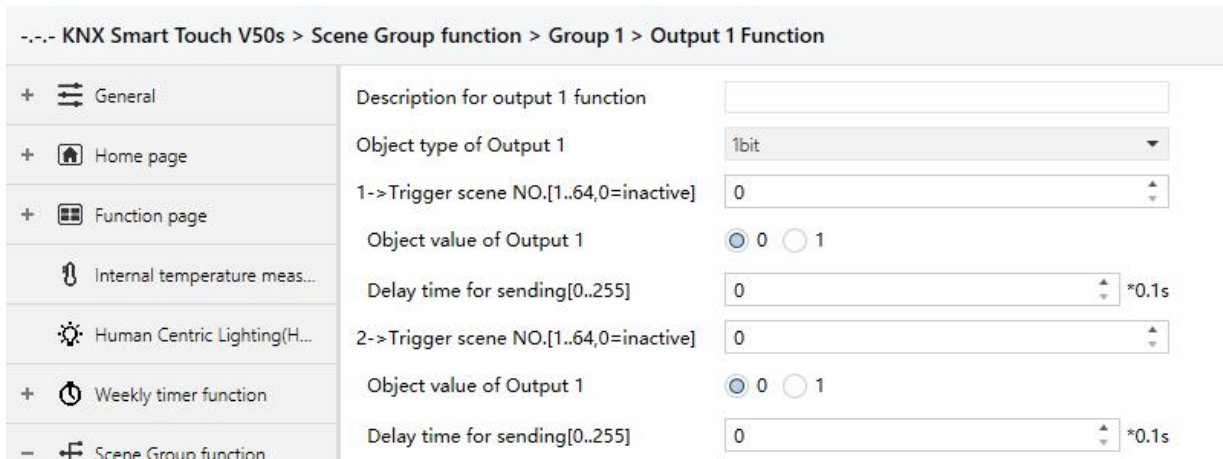 -.-.- KNX Smart Touch V50s > Scene Group function > Group 1 > Output 1 Function
+ General
+ Home page
+ Function page
Internal temperature meas...
Human Centric Lighting(H...
+ Weekly timer function
− Scene Group function
Description for output 1 function
Object type of Output 1 1bit
1->Trigger scene NO.[1..64,0=inactive] 0
Object value of Output 1 0 1
Delay time for sending[0..255] 0 *0.1s
2->Trigger scene NO.[1..64,0=inactive] 0
Object value of Output 1 0 1
Delay time for sending[0..255] 0 *0.1s